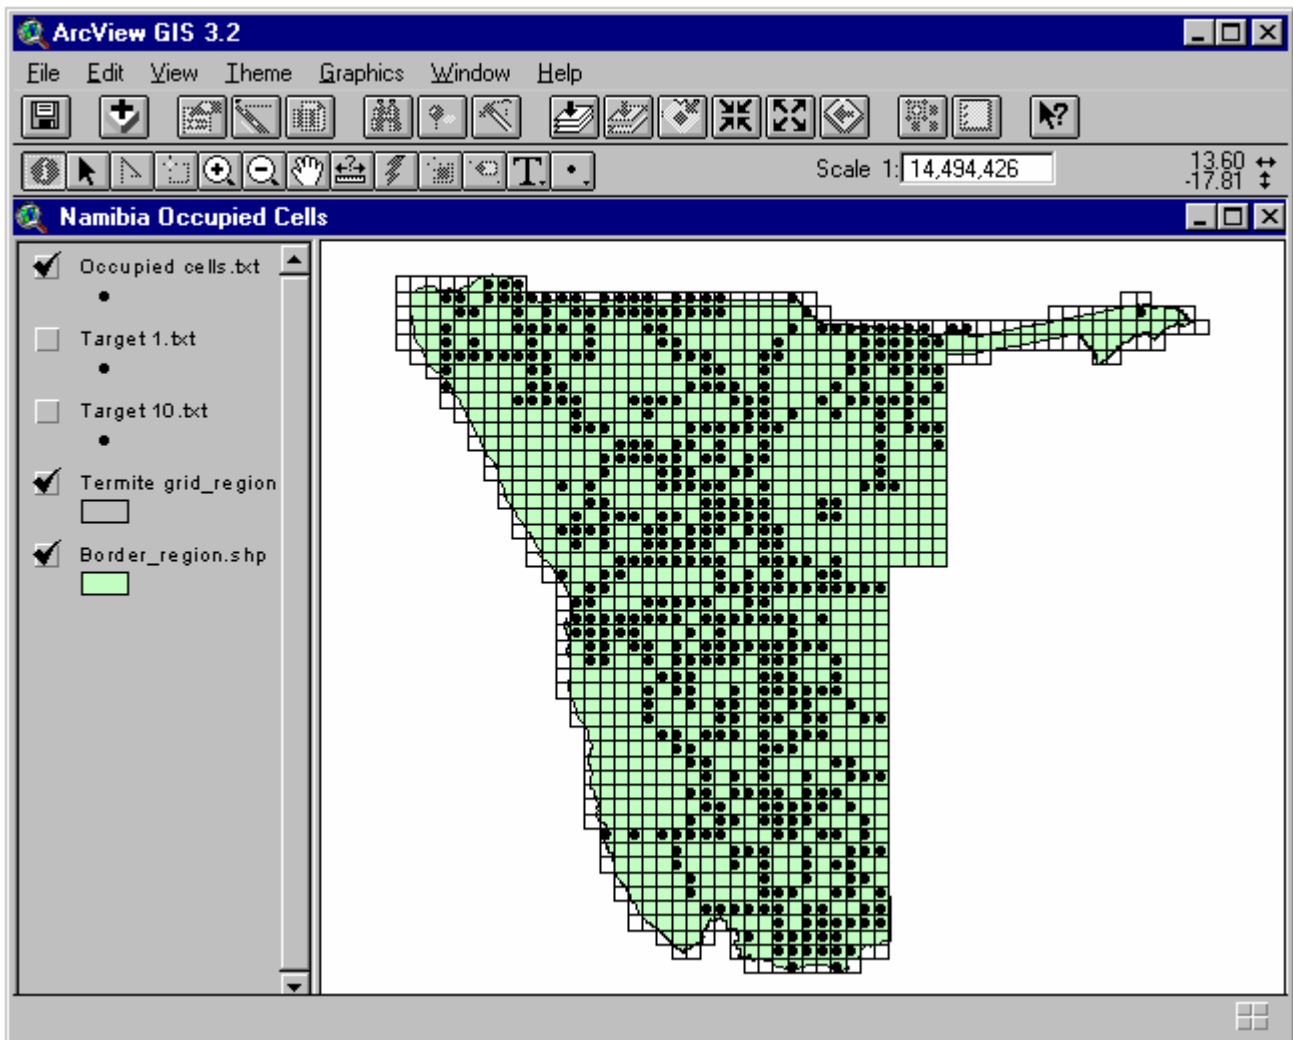 ArcView GIS 3.2
File Edit View Theme Graphics Window Help
Scale 1: 14,494,426
13.60
-17.81
Namibia Occupied Cells
Occupied cells.txt
Target 1.txt
Target 10.txt
Termite grid_region
Border_region.shp